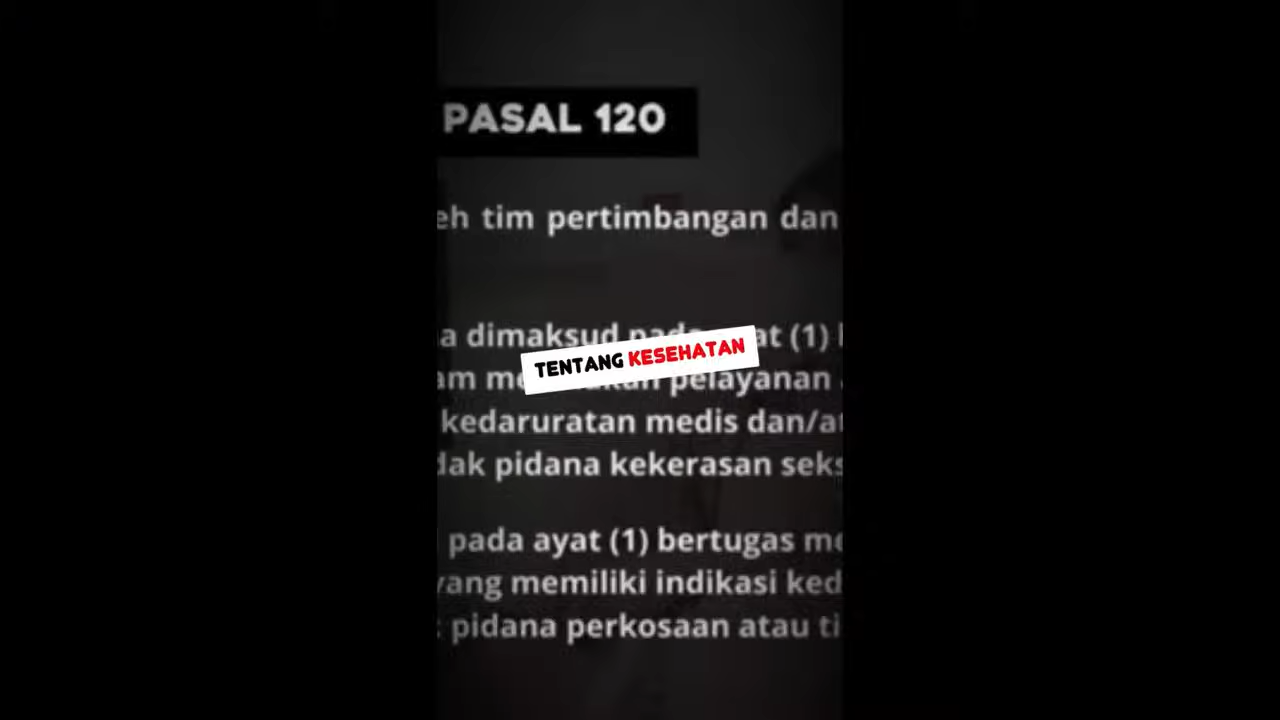 PASAL 120
eh tim pertimbangan dan
a dimaksud pada ayat (1)
TENTANG KESEHATAN
am pelayanan
kedaruratan medis dan/at
dak pidana kekerasan seks
pada ayat (1) bertugas me
yang memiliki indikasi ked
pidana perkosaan atau ti